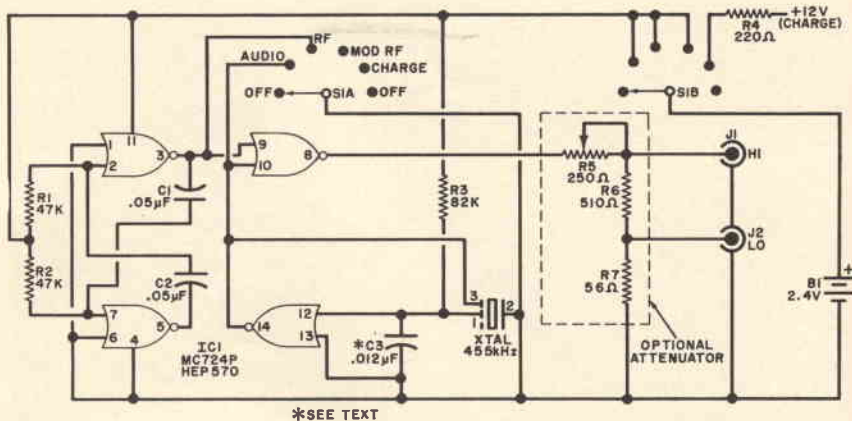 +12V
(CHARGE)
R4
220Ω
RF
AUDIO
MOD RF
CHARGE
OFF
S1A
OFF
S1B
1
2
11
3
9
10
8
R5
250Ω
J1
HI
R1
47K
C1
.05µF
R3
82K
R6
510Ω
J2
LO
R2
47K
C2
.05µF
R7
56Ω
B1
2.4V
+
7
6
5
4
14
12
13
3
2
1
XTAL
455kHz
IC1
MC724P
HEP570
*C3
.012µF
OPTIONAL
ATTENUATOR
*SEE TEXT